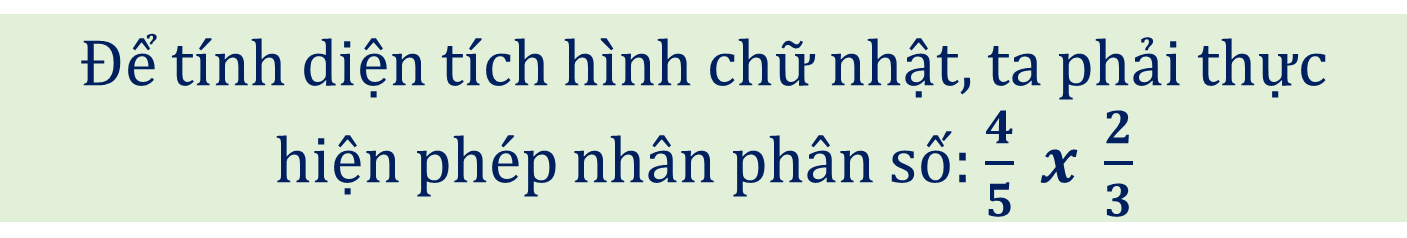 Để tính diện tích hình chữ nhật, ta phải thực
hiện phép nhân phân số: 4/5 x 2/3